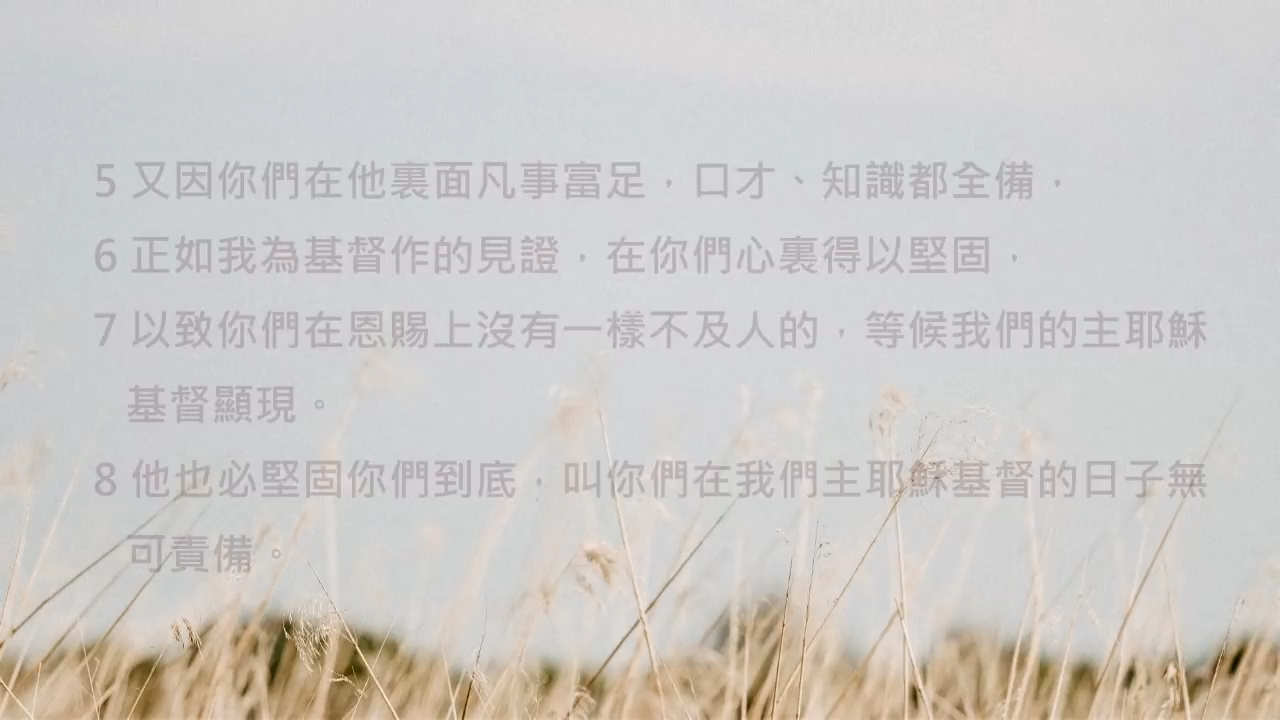 5 又因你們在他裏面凡事富足，口才、知識都全備，
6 正如我為基督作的見證，在你們心裏得以堅固，
7 以致你們在恩賜上沒有一樣不及人的，等候我們的主耶穌
基督顯現。
8 他也必堅固你們到底，叫你們在我們主耶穌基督的日子無
可責備。